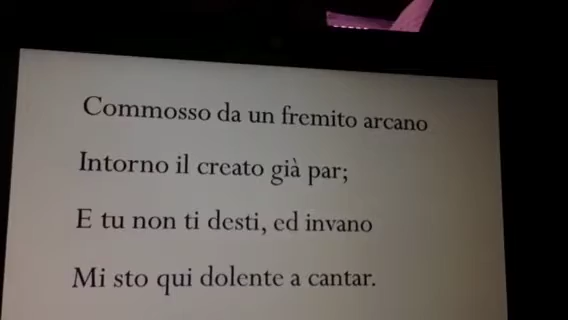 Commosso da un fremito arcano
Intorno il creato già par;
E tu non ti desti, ed invano
Mi sto qui dolente a cantar.